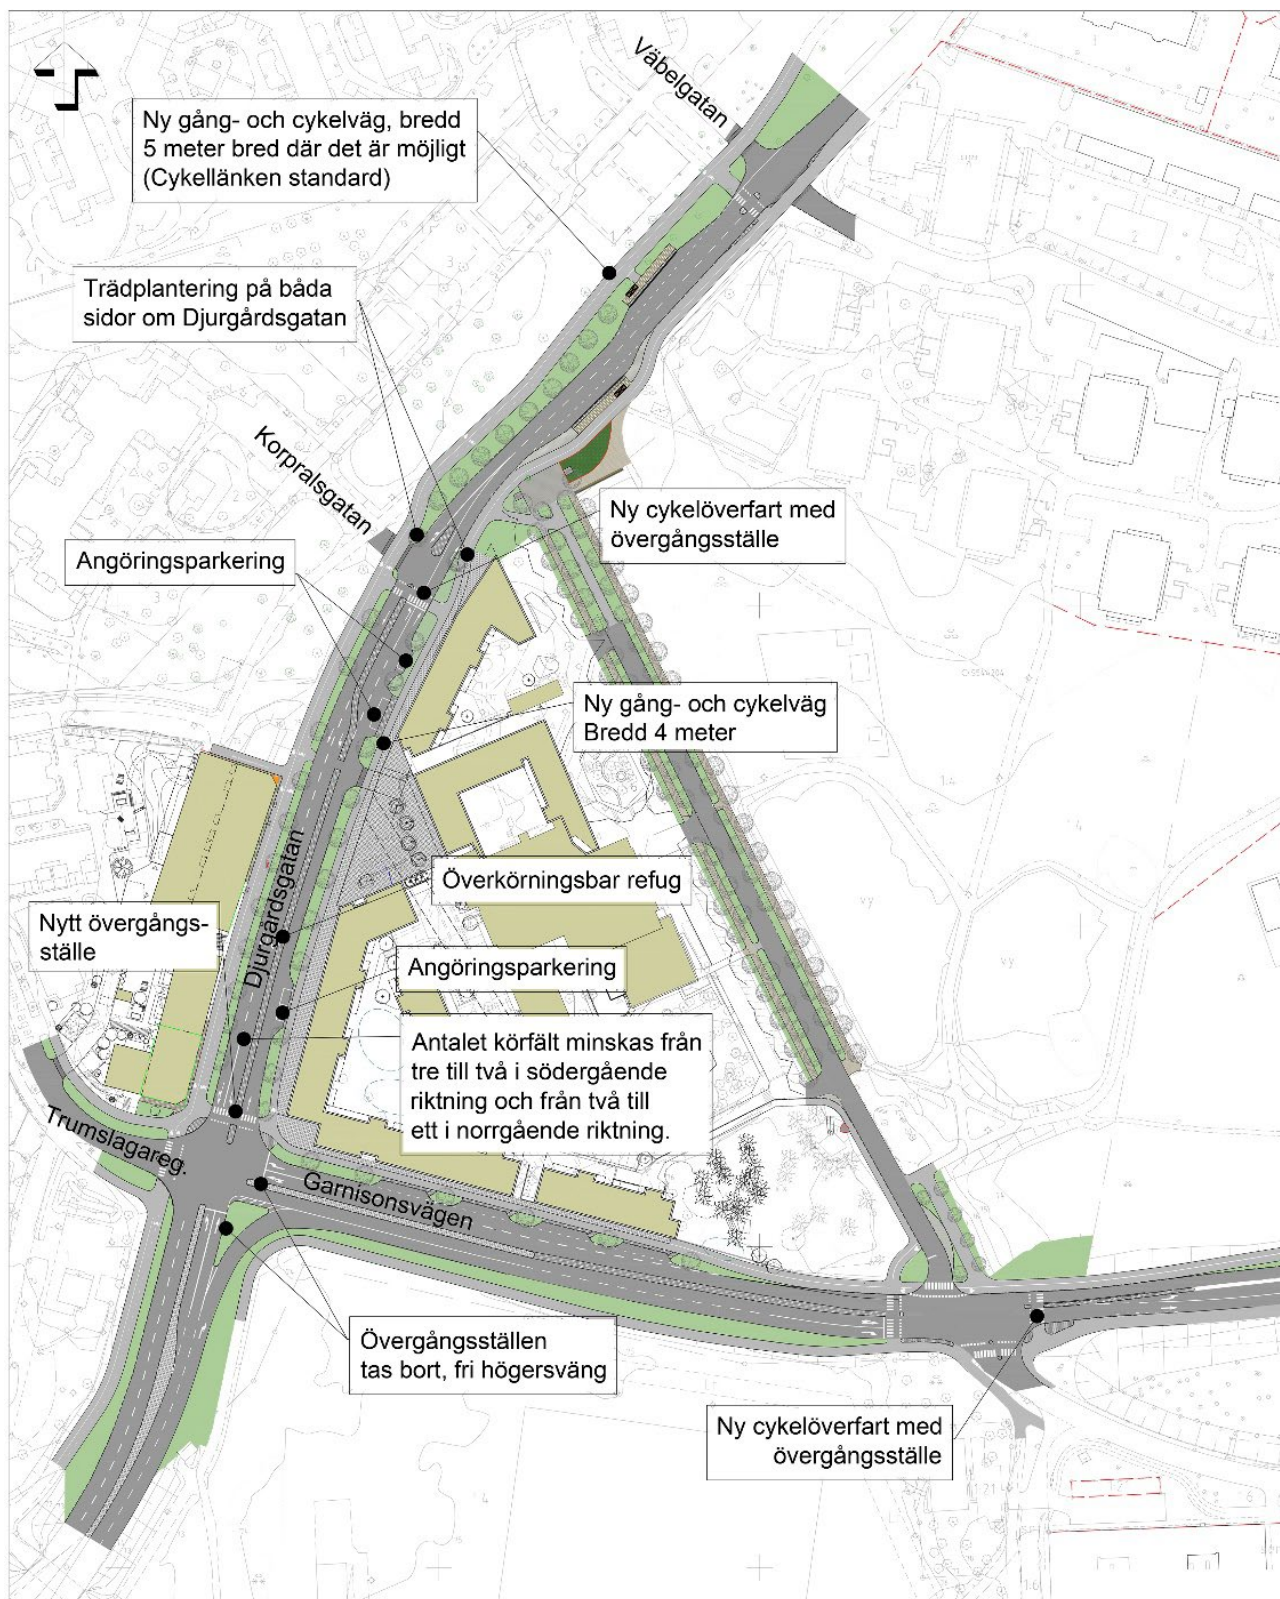 Väbelgatan
Ny gång- och cykelväg, bredd
5 meter bred där det är möjligt
(Cykellänken standard)
Trädplantering på båda
sidor om Djurgårdsgatan
Korpralsgatan
Ny cykelöverfart med
övergångsställe
Angöringsparkering
Ny gång- och cykelväg
Bredd 4 meter
Djurgårdsgatan
Överkörningsbar refug
Nytt övergångs-
ställe
Angöringsparkering
Antalet körfält minskas från
tre till två i södergående
riktning och från två till
ett i norrgående riktning.
Trumslagareg.
Garnisonsvägen
Övergångsställen
tas bort, fri högersväng
Ny cykelöverfart med
övergångsställe